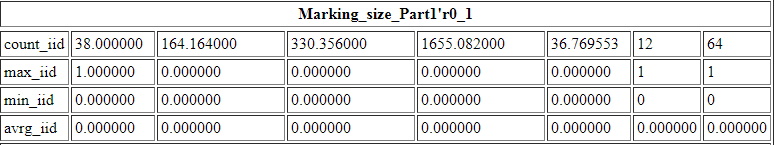 Marking_size_Part1'r0_1
count_iid 38.000000 164.164000 330.356000 1655.082000 36.769553 12 64
max_iid 1.000000 0.000000 0.000000 0.000000 0.000000 1 1
min_iid 0.000000 0.000000 0.000000 0.000000 0.000000 0 0
avrg_iid 0.000000 0.000000 0.000000 0.000000 0.000000 0.000000 0.000000